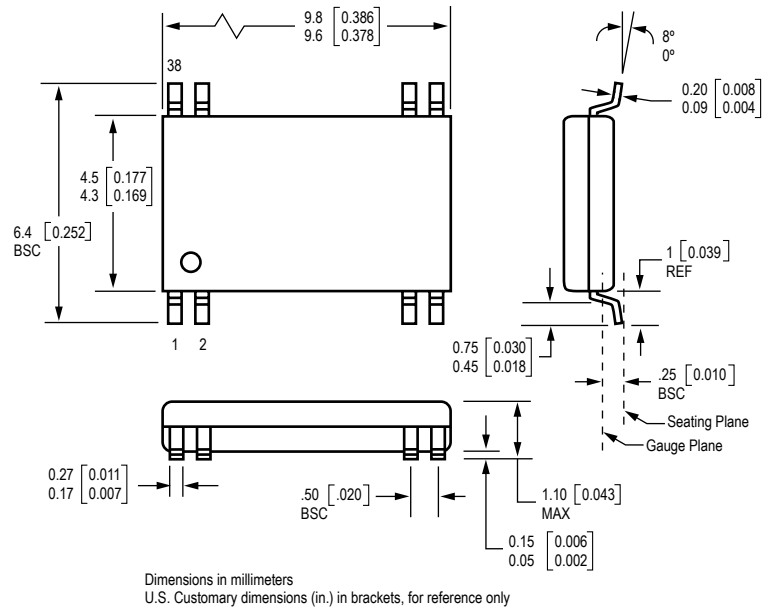 9.8 [0.386]
9.6 [0.378]
8º
0º
38
0.20 [0.008]
0.09 [0.004]
4.5 [0.177]
4.3 [0.169]
6.4 [0.252]
BSC
1 [0.039]
REF
1 2
0.75 [0.030]
0.45 [0.018]
.25 [0.010]
BSC
Seating Plane
Gauge Plane
0.27 [0.011]
0.17 [0.007]
.50 [.020]
BSC
1.10 [0.043]
MAX
0.15 [0.006]
0.05 [0.002]
Dimensions in millimeters
U.S. Customary dimensions (in.) in brackets, for reference only